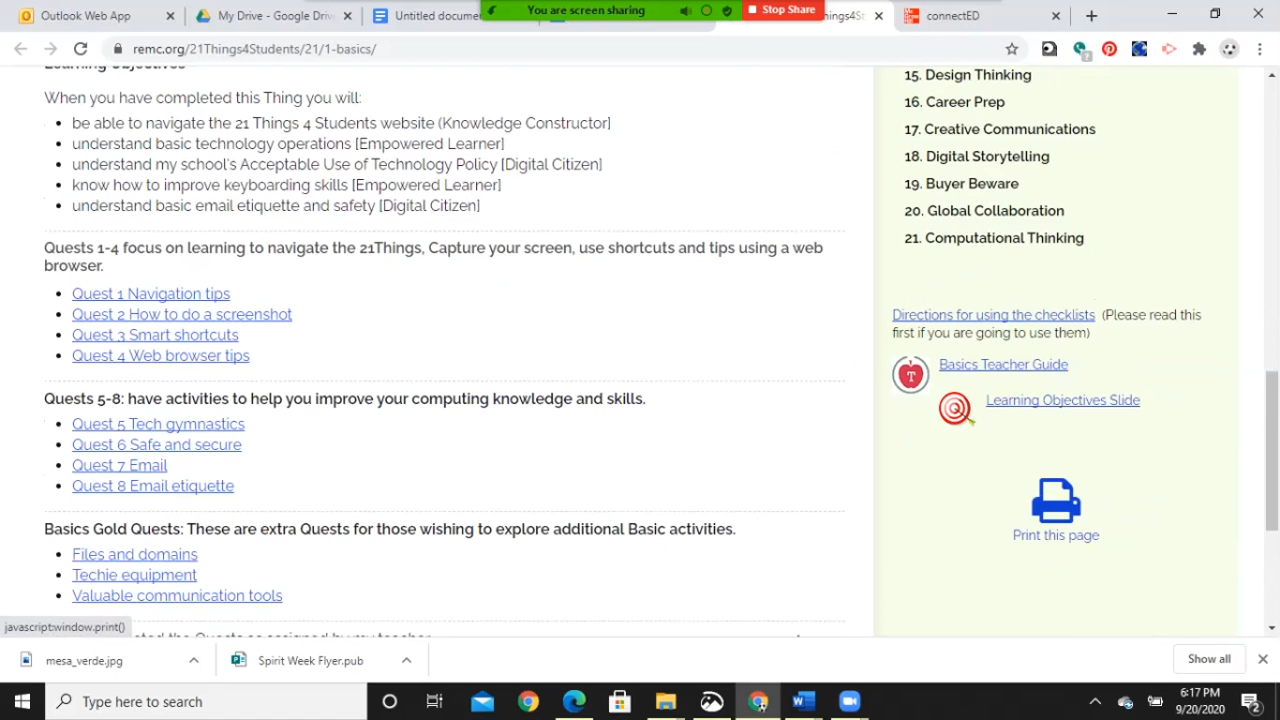 Outlook Web App
My Drive - Google Drive
Untitled document
You are screen sharing
Stop Share
connectED
remc.org/21Things4Students/21/1-basics/
Learning Objectives
When you have completed this Thing you will:
be able to navigate the 21 Things 4 Students website (Knowledge Constructor]
understand basic technology operations [Empowered Learner]
understand my school's Acceptable Use of Technology Policy [Digital Citizen]
know how to improve keyboarding skills [Empowered Learner]
understand basic email etiquette and safety [Digital Citizen]
Quests 1-4 focus on learning to navigate the 21Things, Capture your screen, use shortcuts and tips using a web
browser.
Quest 1 Navigation tips
Quest 2 How to do a screenshot
Quest 3 Smart shortcuts
Quest 4 Web browser tips
Quests 5-8: have activities to help you improve your computing knowledge and skills.
Quest 5 Tech gymnastics
Quest 6 Safe and secure
Quest 7 Email
Quest 8 Email etiquette
Basics Gold Quests: These are extra Quests for those wishing to explore additional Basic activities.
Files and domains
Techie equipment
Valuable communication tools
15. Design Thinking
16. Career Prep
17. Creative Communications
18. Digital Storytelling
19. Buyer Beware
20. Global Collaboration
21. Computational Thinking
Directions for using the checklists (Please read this
first if you are going to use them)
T
Basics Teacher Guide
Learning Objectives Slide
Print this page
javascript:window.print()
the Quests as assigned by my teacher
mesa_verde.jpg
Spirit Week Flyer.pub
Show all
Type here to search
6:17 PM
9/20/2020
2